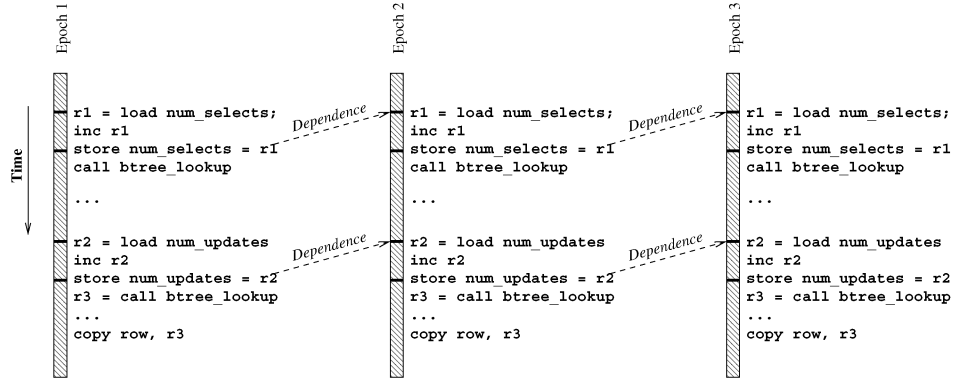 Epoch 1
Epoch 2
Epoch 3
Time
r1 = load num_selects;
inc r1
store num_selects = r1
call btree_lookup
...
r2 = load num_updates
inc r2
store num_updates = r2
r3 = call btree_lookup
...
copy row, r3
Dependence
Dependence
r1 = load num_selects;
inc r1
store num_selects = r1
call btree_lookup
...
r2 = load num_updates
inc r2
store num_updates = r2
r3 = call btree_lookup
...
copy row, r3
Dependence
Dependence
r1 = load num_selects;
inc r1
store num_selects = r1
call btree_lookup
...
r2 = load num_updates
inc r2
store num_updates = r2
r3 = call btree_lookup
...
copy row, r3